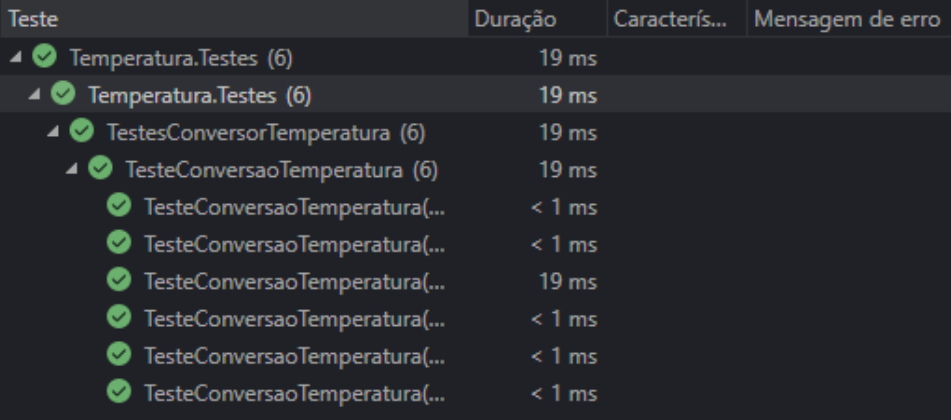 Teste Duração Caracterís... Mensagem de erro
Temperatura.Testes (6) 19 ms
Temperatura.Testes (6) 19 ms
TestesConversorTemperatura (6) 19 ms
TesteConversaoTemperatura (6) 19 ms
TesteConversaoTemperatura(... < 1 ms
TesteConversaoTemperatura(... < 1 ms
TesteConversaoTemperatura(... 19 ms
TesteConversaoTemperatura(... < 1 ms
TesteConversaoTemperatura(... < 1 ms
TesteConversaoTemperatura(... < 1 ms